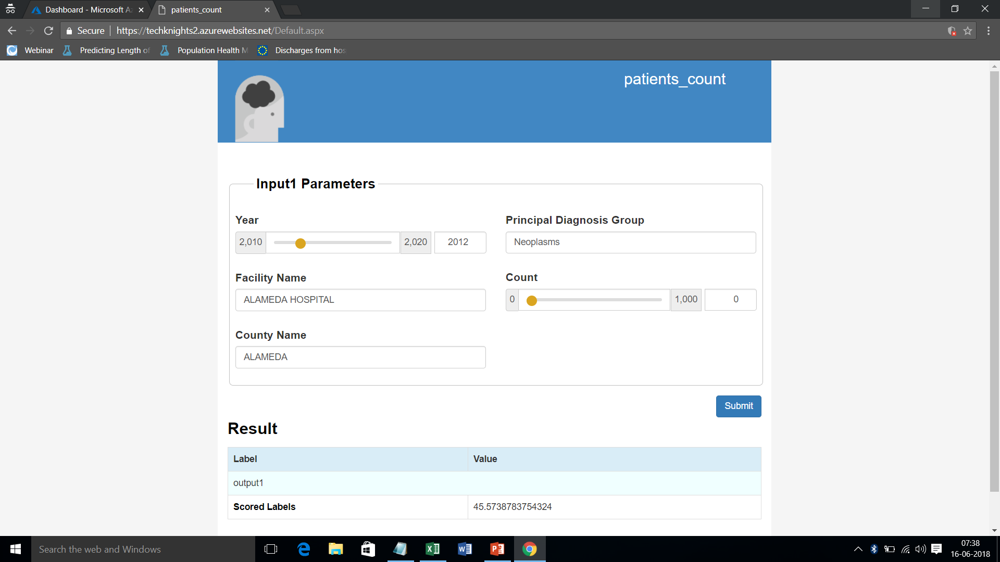 Dashboard - Microsoft Az
patients_count
Secure
https://techknights2.azurewebsites.net/Default.aspx
Webinar
Predicting Length of
Population Health M
Discharges from hos
patients_count
Input1 Parameters
Year
Principal Diagnosis Group
2,010
2,020
2012
Neoplasms
Facility Name
Count
ALAMEDA HOSPITAL
0
1,000
0
County Name
ALAMEDA
Submit
Result
Label
Value
output1
Scored Labels
45.5738783754324
Search the web and Windows
07:38
16-06-2018